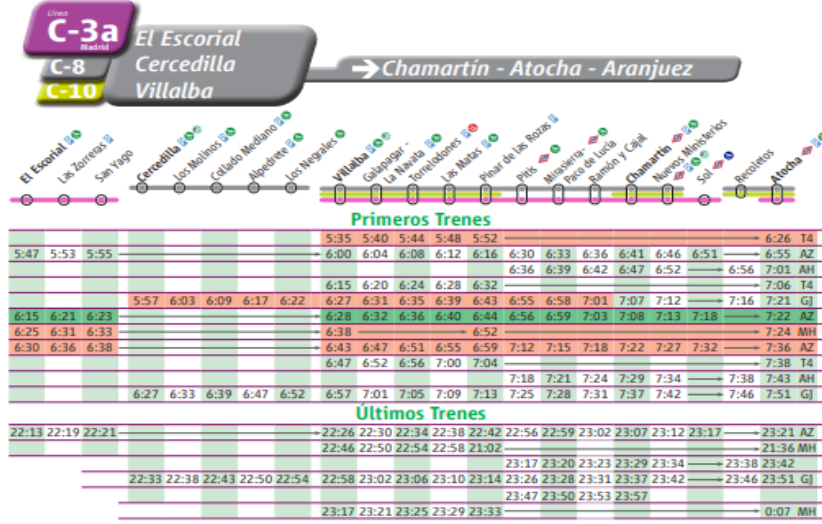 Línea
C-3a
Madrid
C-8
C-10
El Escorial
Cercedilla
Villalba
Chamartín - Atocha - Aranjuez
El Escorial
Las Zorreras
San Yago
Cercedilla
Los Molinos
Collado Mediano
Alpedrete
Los Negrales
Villalba
Galapagar -
La Navata
Torrelodones
Las Matas
Pinar de las Rozas
Pitis
Mirasierra-
Paco de Lucía
Ramón y Cajal
Chamartín
Nuevos Ministerios
Sol
Recoletos
Atocha
Primeros Trenes
5:35 5:40 5:44 5:48 5:52 6:26 T4
5:47 5:53 5:55 6:00 6:04 6:08 6:12 6:16 6:30 6:33 6:36 6:41 6:46 6:51 6:55 AZ
6:36 6:39 6:42 6:47 6:52 6:56 7:01 AH
6:15 6:20 6:24 6:28 6:32 7:06 T4
5:57 6:03 6:09 6:17 6:22 6:27 6:31 6:35 6:39 6:43 6:55 6:58 7:01 7:07 7:12 7:16 7:21 GJ
6:15 6:21 6:23 6:28 6:32 6:36 6:40 6:44 6:56 6:59 7:03 7:08 7:13 7:18 7:22 AZ
6:25 6:31 6:33 6:38 6:52 7:24 MH
6:30 6:36 6:38 6:43 6:47 6:51 6:55 6:59 7:12 7:15 7:18 7:22 7:27 7:32 7:36 AZ
6:47 6:52 6:56 7:00 7:04 7:38 T4
7:18 7:21 7:24 7:29 7:34 7:38 7:43 AH
6:27 6:33 6:39 6:47 6:52 6:57 7:01 7:05 7:09 7:13 7:25 7:28 7:31 7:37 7:42 7:46 7:51 GJ
Últimos Trenes
22:13 22:19 22:21 22:26 22:30 22:34 22:38 22:42 22:56 22:59 23:02 23:07 23:12 23:17 23:21 AZ
22:46 22:50 22:54 22:58 21:02 21:36 MH
23:17 23:20 23:23 23:29 23:34 23:38 23:42
22:33 22:38 22:43 22:50 22:54 22:58 23:02 23:06 23:10 23:14 23:26 23:28 23:31 23:37 23:42 23:46 23:51 GJ
23:47 23:50 23:53 23:57
23:17 23:21 23:25 23:29 23:33 0:07 MH